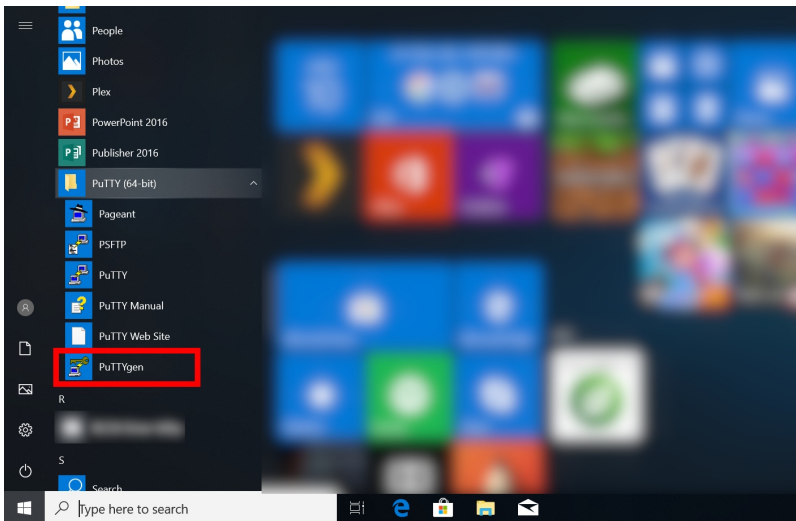 People
Photos
Plex
PowerPoint 2016
Publisher 2016
PuTTY (64-bit)
Pageant
PSFTP
PuTTY
PuTTY Manual
PuTTY Web Site
PuTTYgen
R
S
Search
Type here to search